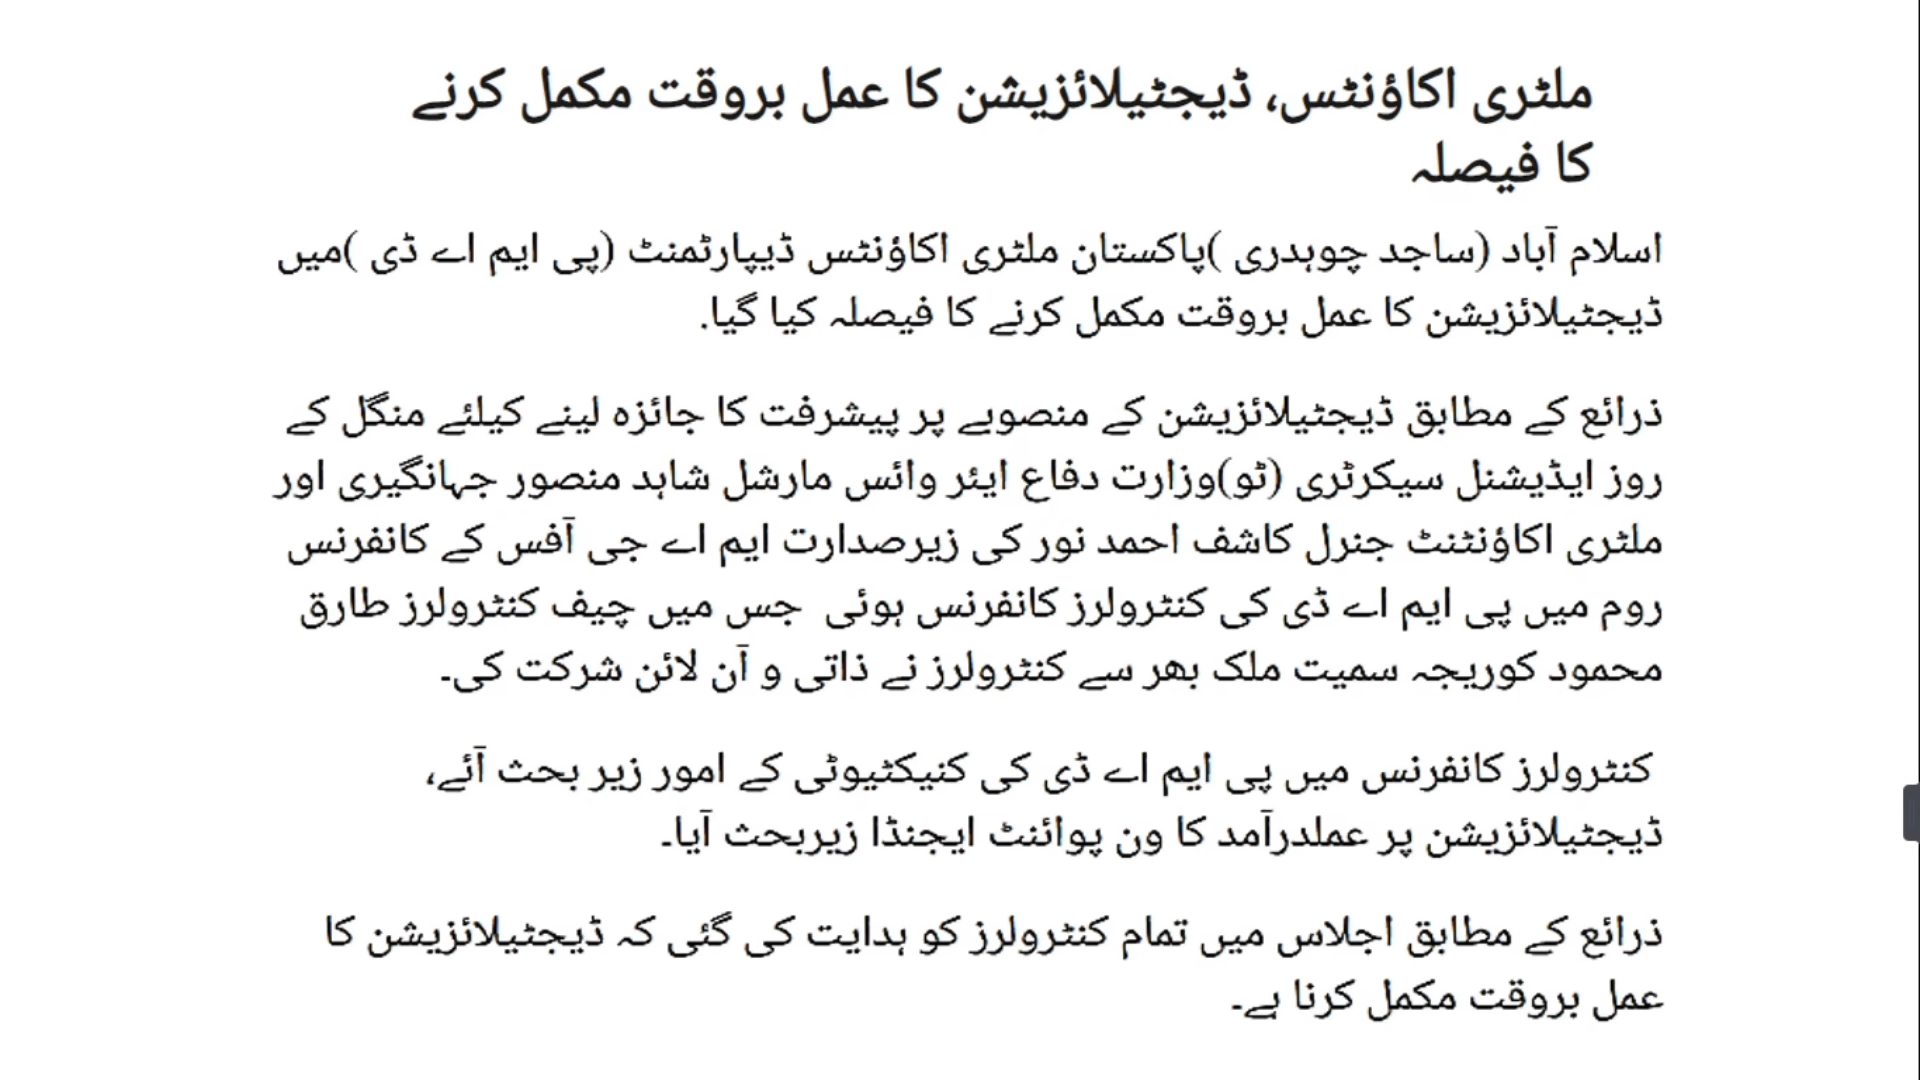 ملٹری اکاؤنٹس، ڈیجٹیلائزیشن کا عمل بروقت مکمل کرنے
کا فیصلہ
اسلام آباد (ساجد چوہدری )پاکستان ملٹری اکاؤنٹس ڈیپارٹمنٹ (پی ایم اے ڈی )میں
ڈیجٹیلائزیشن کا عمل بروقت مکمل کرنے کا فیصلہ کیا گیا.
ذرائع کے مطابق ڈیجٹیلائزیشن کے منصوبے پر پیشرفت کا جائزہ لینے کیلئے منگل کے
روز ایڈیشنل سیکرٹری (ٹو)وزارت دفاع ایئر وائس مارشل شاہد منصور جہانگیری اور
ملٹری اکاؤنٹنٹ جنرل کاشف احمد نور کی زیرصدارت ایم اے جی آفس کے کانفرنس
روم میں پی ایم اے ڈی کی کنٹرولرز کانفرنس ہوئی جس میں چیف کنٹرولرز طارق
محمود کوریجہ سمیت ملک بھر سے کنٹرولرز نے ذاتی و آن لائن شرکت کی۔
کنٹرولرز کانفرنس میں پی ایم اے ڈی کی کنیکٹیوٹی کے امور زیر بحث آئے،
ڈیجٹیلائزیشن پر عملدرآمد کا ون پوائنٹ ایجنڈا زیربحث آیا۔
ذرائع کے مطابق اجلاس میں تمام کنٹرولرز کو ہدایت کی گئی کہ ڈیجٹیلائزیشن کا
عمل بروقت مکمل کرنا ہے۔